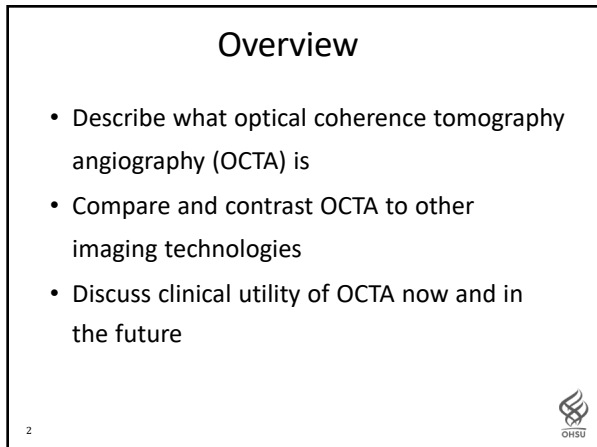 Overview
• Describe what optical coherence tomography
angiography (OCTA) is
• Compare and contrast OCTA to other
imaging technologies
• Discuss clinical utility of OCTA now and in
the future
2
OHSU